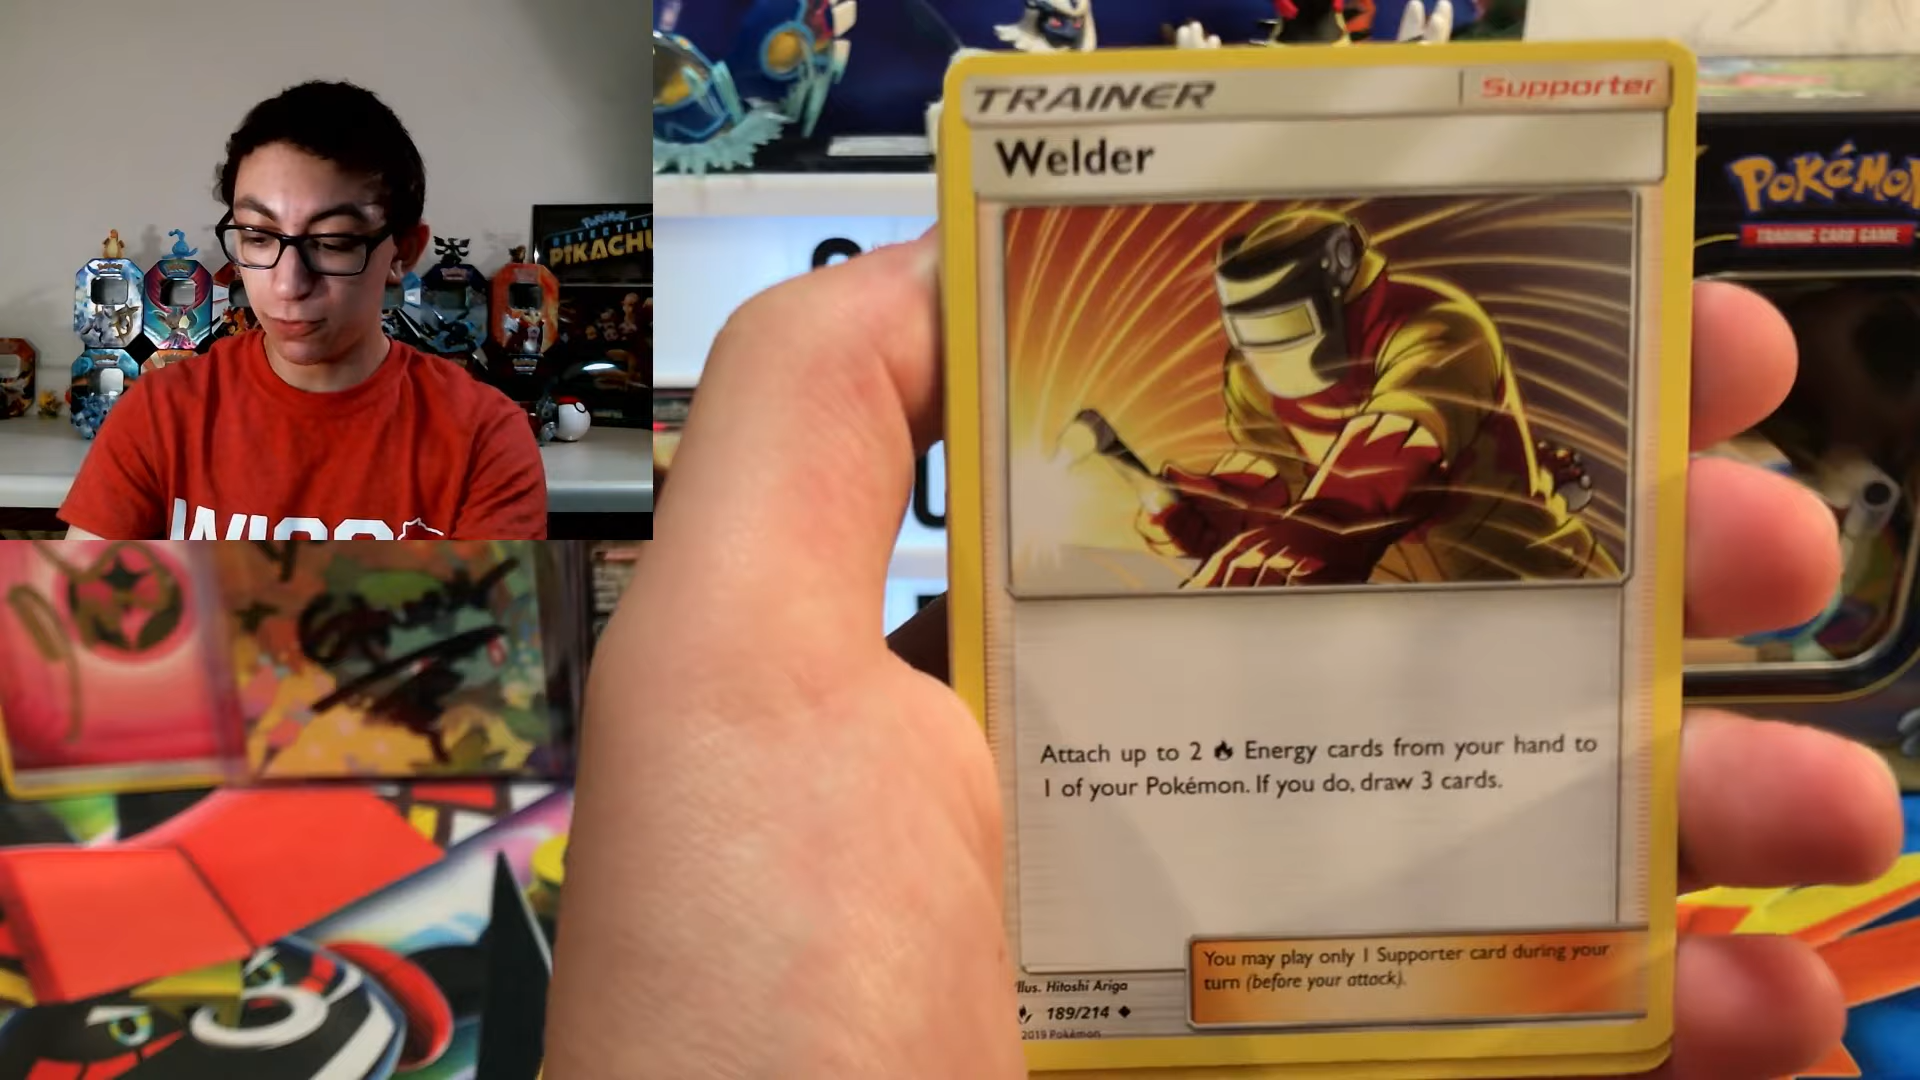 TRAINER
Supporter
Welder
Attach up to 2 Energy cards from your hand to
1 of your Pokémon. If you do, draw 3 cards.
You may play only 1 Supporter card during your
turn (before your attack).
Illus. Hitoshi Ariga
189/214
2019 Pokémon
POKÉMON
TRADING CARD GAME
POKÉMON
DETECTIVE
PIKACHU